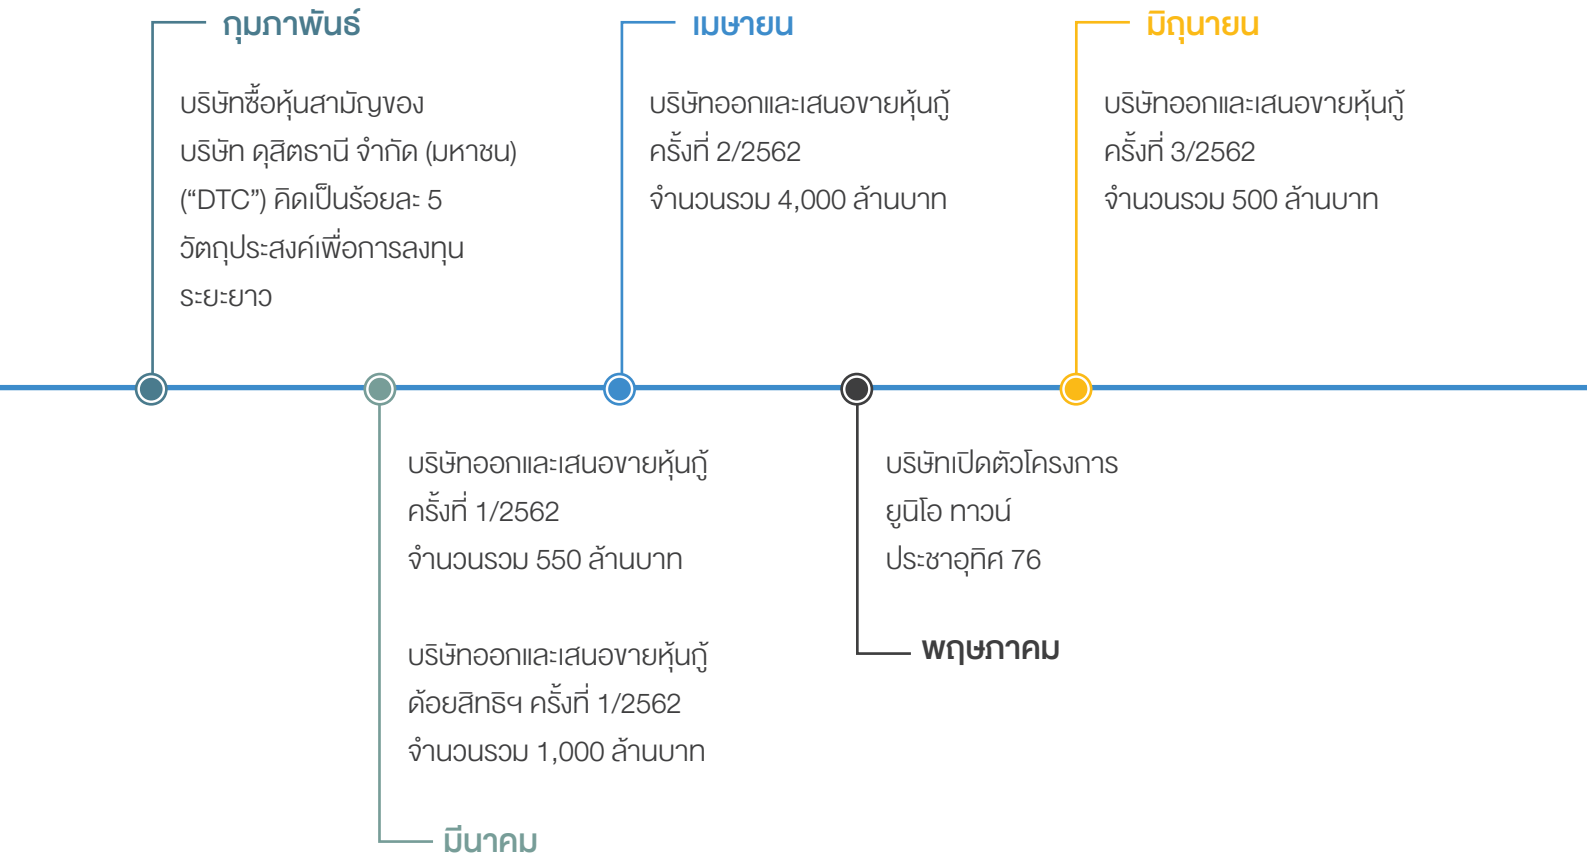 กุมภาพันธ์
บริษัทซื้อหุ้นสามัญของ
บริษัท ดุสิตธานี จำกัด (มหาชน)
(“DTC”) คิดเป็นร้อยละ 5
วัตถุประสงค์เพื่อการลงทุน
ระยะยาว
บริษัทออกและเสนอขายหุ้นกู้
ครั้งที่ 1/2562
จำนวนรวม 550 ล้านบาท
บริษัทออกและเสนอขายหุ้นกู้
ด้อยสิทธิฯ ครั้งที่ 1/2562
จำนวนรวม 1,000 ล้านบาท
มีนาคม
เมษายน
บริษัทออกและเสนอขายหุ้นกู้
ครั้งที่ 2/2562
จำนวนรวม 4,000 ล้านบาท
บริษัทเปิดตัวโครงการ
ยูนิโอ ทาวน์
ประชาอุทิศ 76
พฤษภาคม
มิถุนายน
บริษัทออกและเสนอขายหุ้นกู้
ครั้งที่ 3/2562
จำนวนรวม 500 ล้านบาท